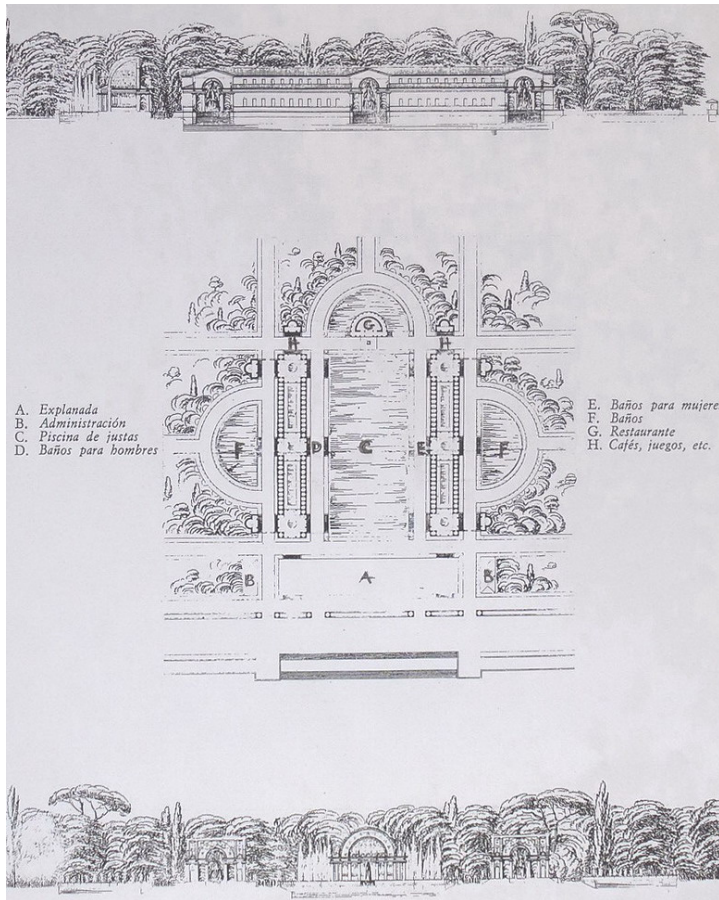 A. Explanada
B. Administración
C. Piscina de justas
D. Baños para hombres
E. Baños para mujere
F. Baños
G. Restaurante
H. Cafés, juegos, etc.
G
H H
F D C E F
B A B